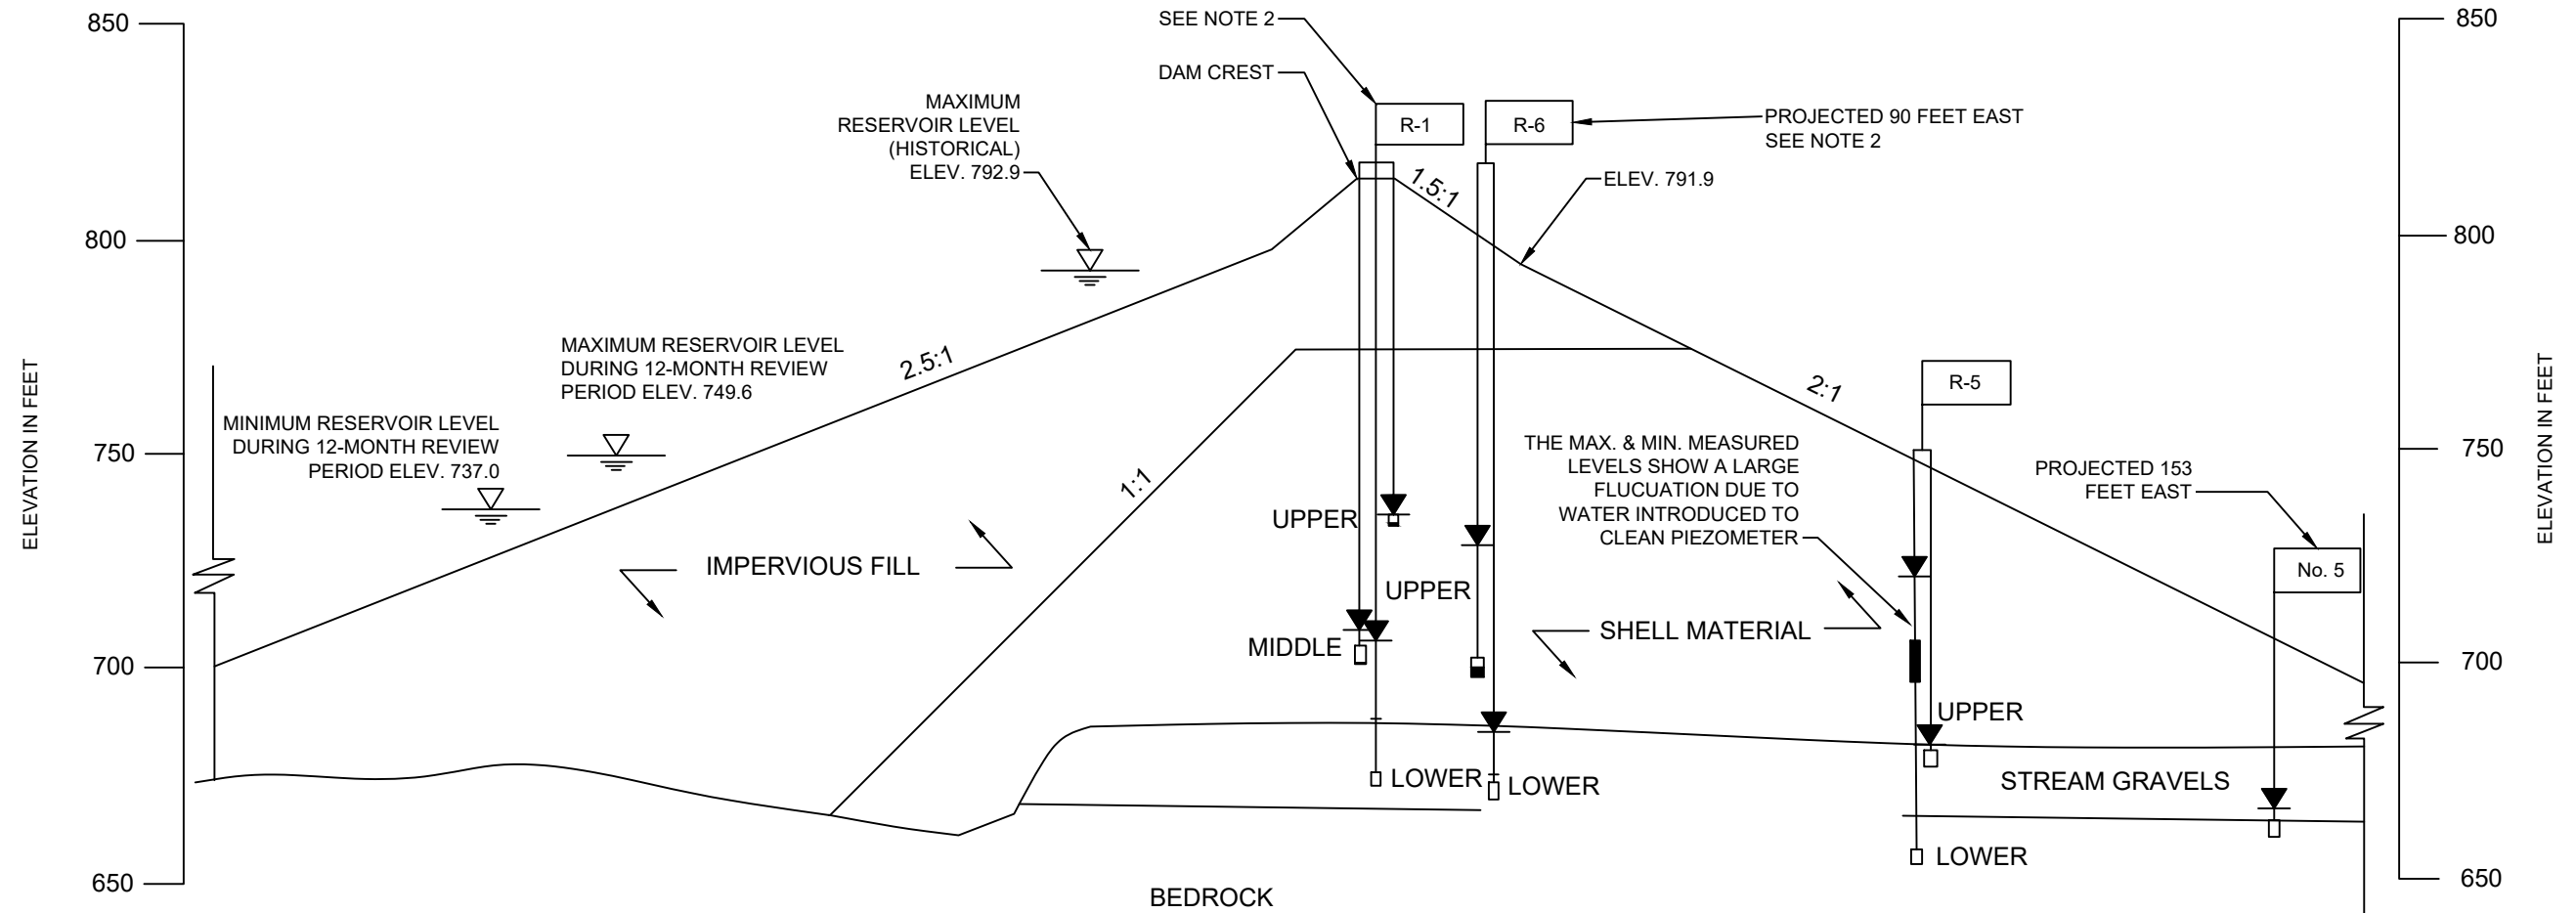 850
800
750
700
650
ELEVATION IN FEET
SEE NOTE 2
DAM CREST
MAXIMUM
RESERVOIR LEVEL
(HISTORICAL)
ELEV. 792.9
R-1
R-6
PROJECTED 90 FEET EAST
SEE NOTE 2
1.5:1
ELEV. 791.9
MAXIMUM RESERVOIR LEVEL
DURING 12-MONTH REVIEW
PERIOD ELEV. 749.6
2.5:1
MINIMUM RESERVOIR LEVEL
DURING 12-MONTH REVIEW
PERIOD ELEV. 737.0
1:1
2:1
R-5
THE MAX. & MIN. MEASURED
LEVELS SHOW A LARGE
FLUCUATION DUE TO
WATER INTRODUCED TO
CLEAN PIEZOMETER
PROJECTED 153
FEET EAST
No. 5
UPPER
IMPERVIOUS FILL
UPPER
MIDDLE
SHELL MATERIAL
UPPER
LOWER
LOWER
STREAM GRAVELS
LOWER
BEDROCK
850
800
750
700
650
ELEVATION IN FEET